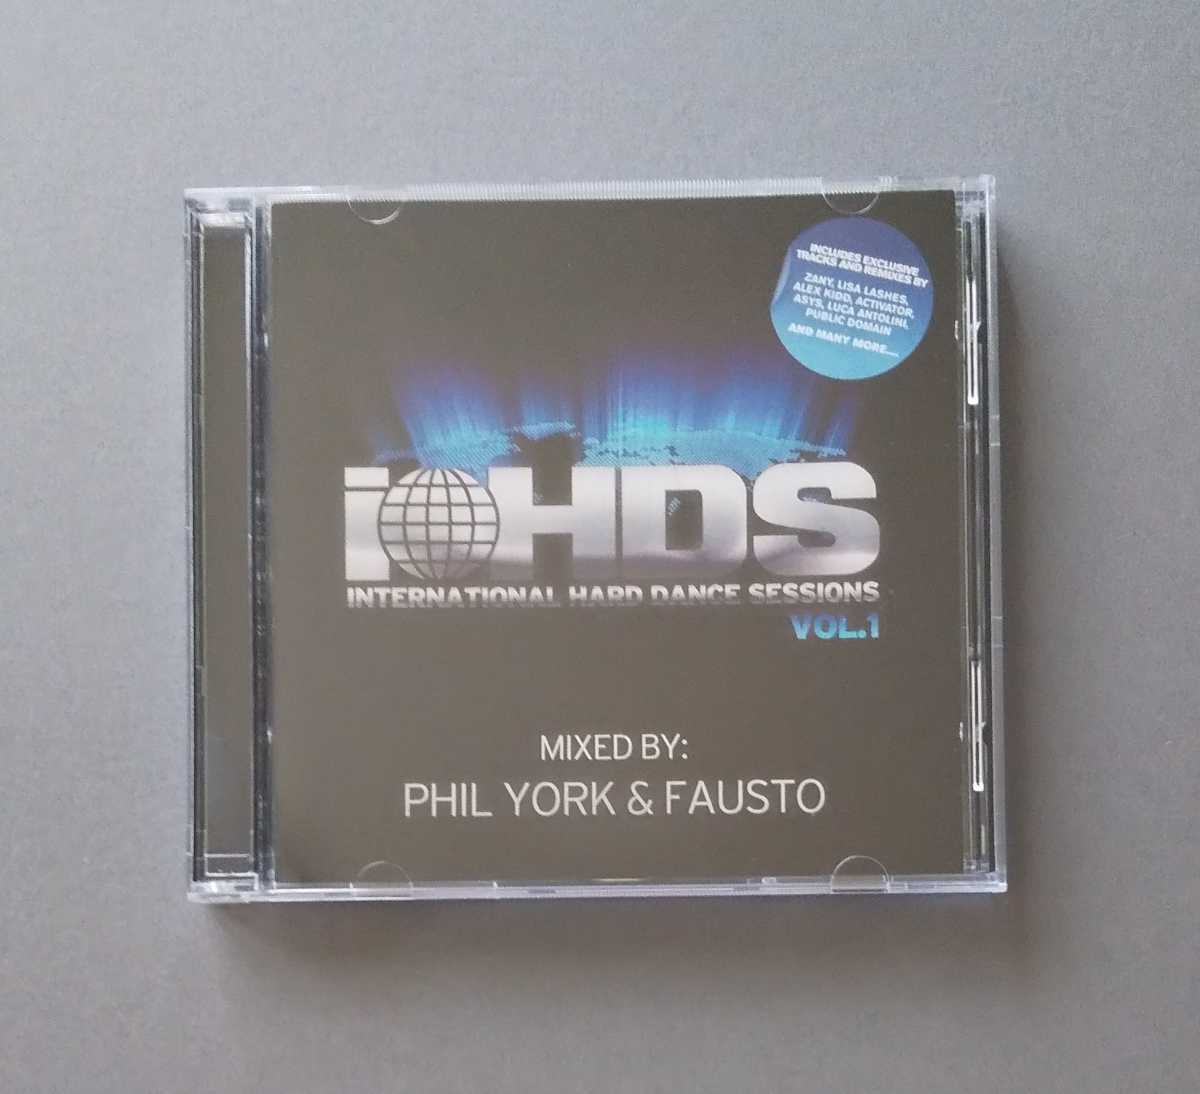 INCLUDES EXCLUSIVE
TRACKS AND REMIXES BY
ZANY, LISA LASHES,
ALEX KIDD, ACTIVATOR,
ASYS, LUCA ANTOLINI,
PUBLIC DOMAIN
AND MANY MORE....
iHDS
INTERNATIONAL HARD DANCE SESSIONS
VOL.1
MIXED BY:
PHIL YORK & FAUSTO